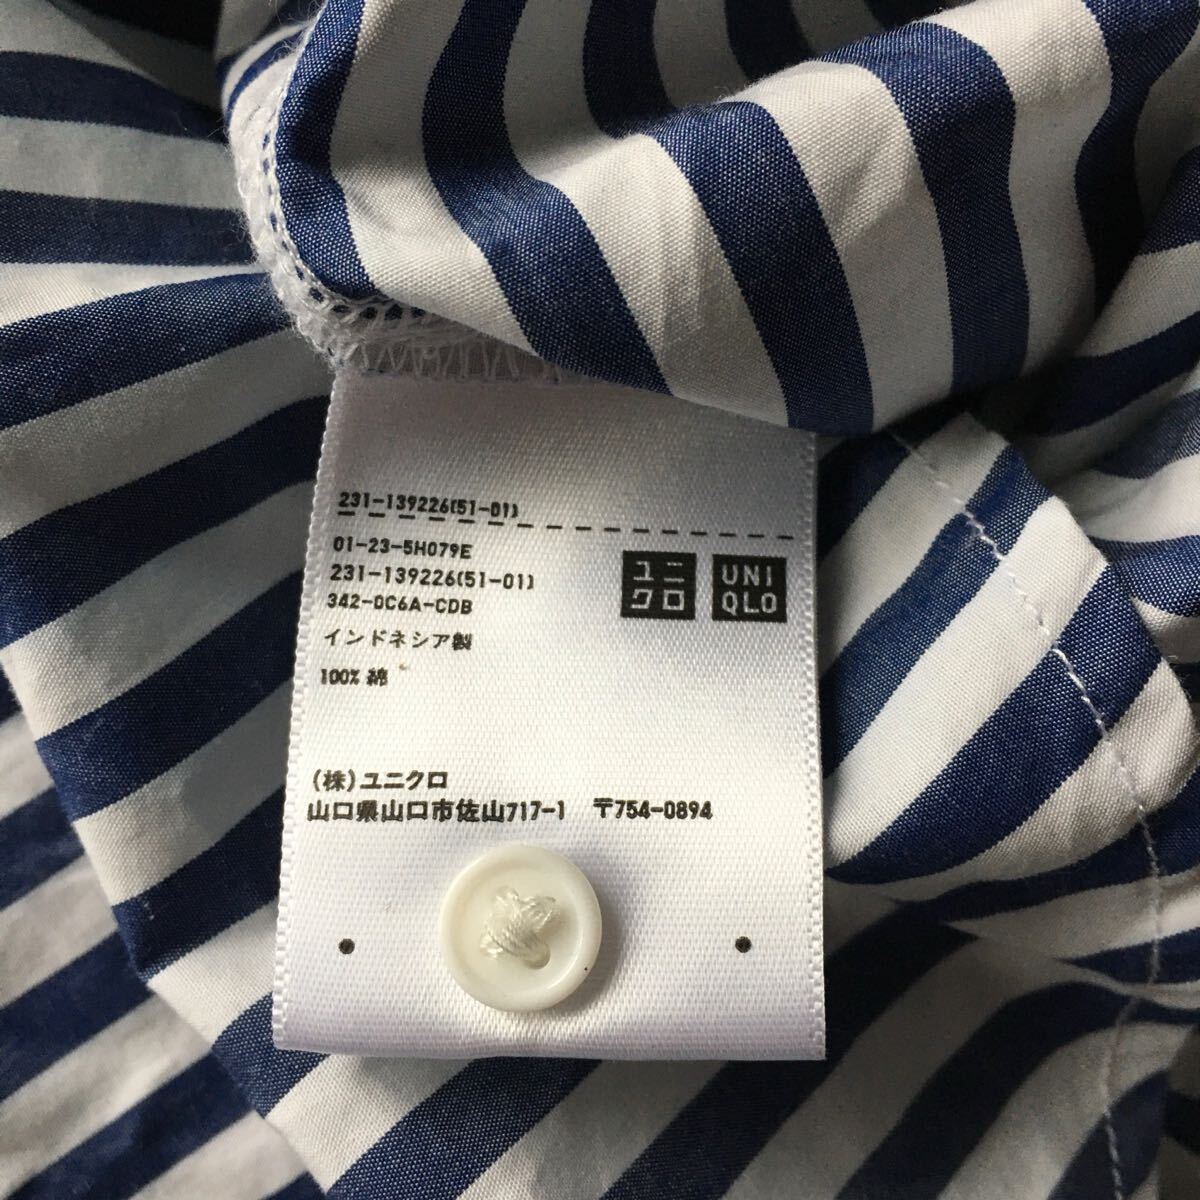 231-139226(51-01)
01-23-5H079E
231-139226(51-01)
342-0C6A-CDB
インドネシア製
100% 綿
ユニ
クロ
UNI
QLO
(株)ユニクロ
山口県山口市佐山717-1 〒754-0894